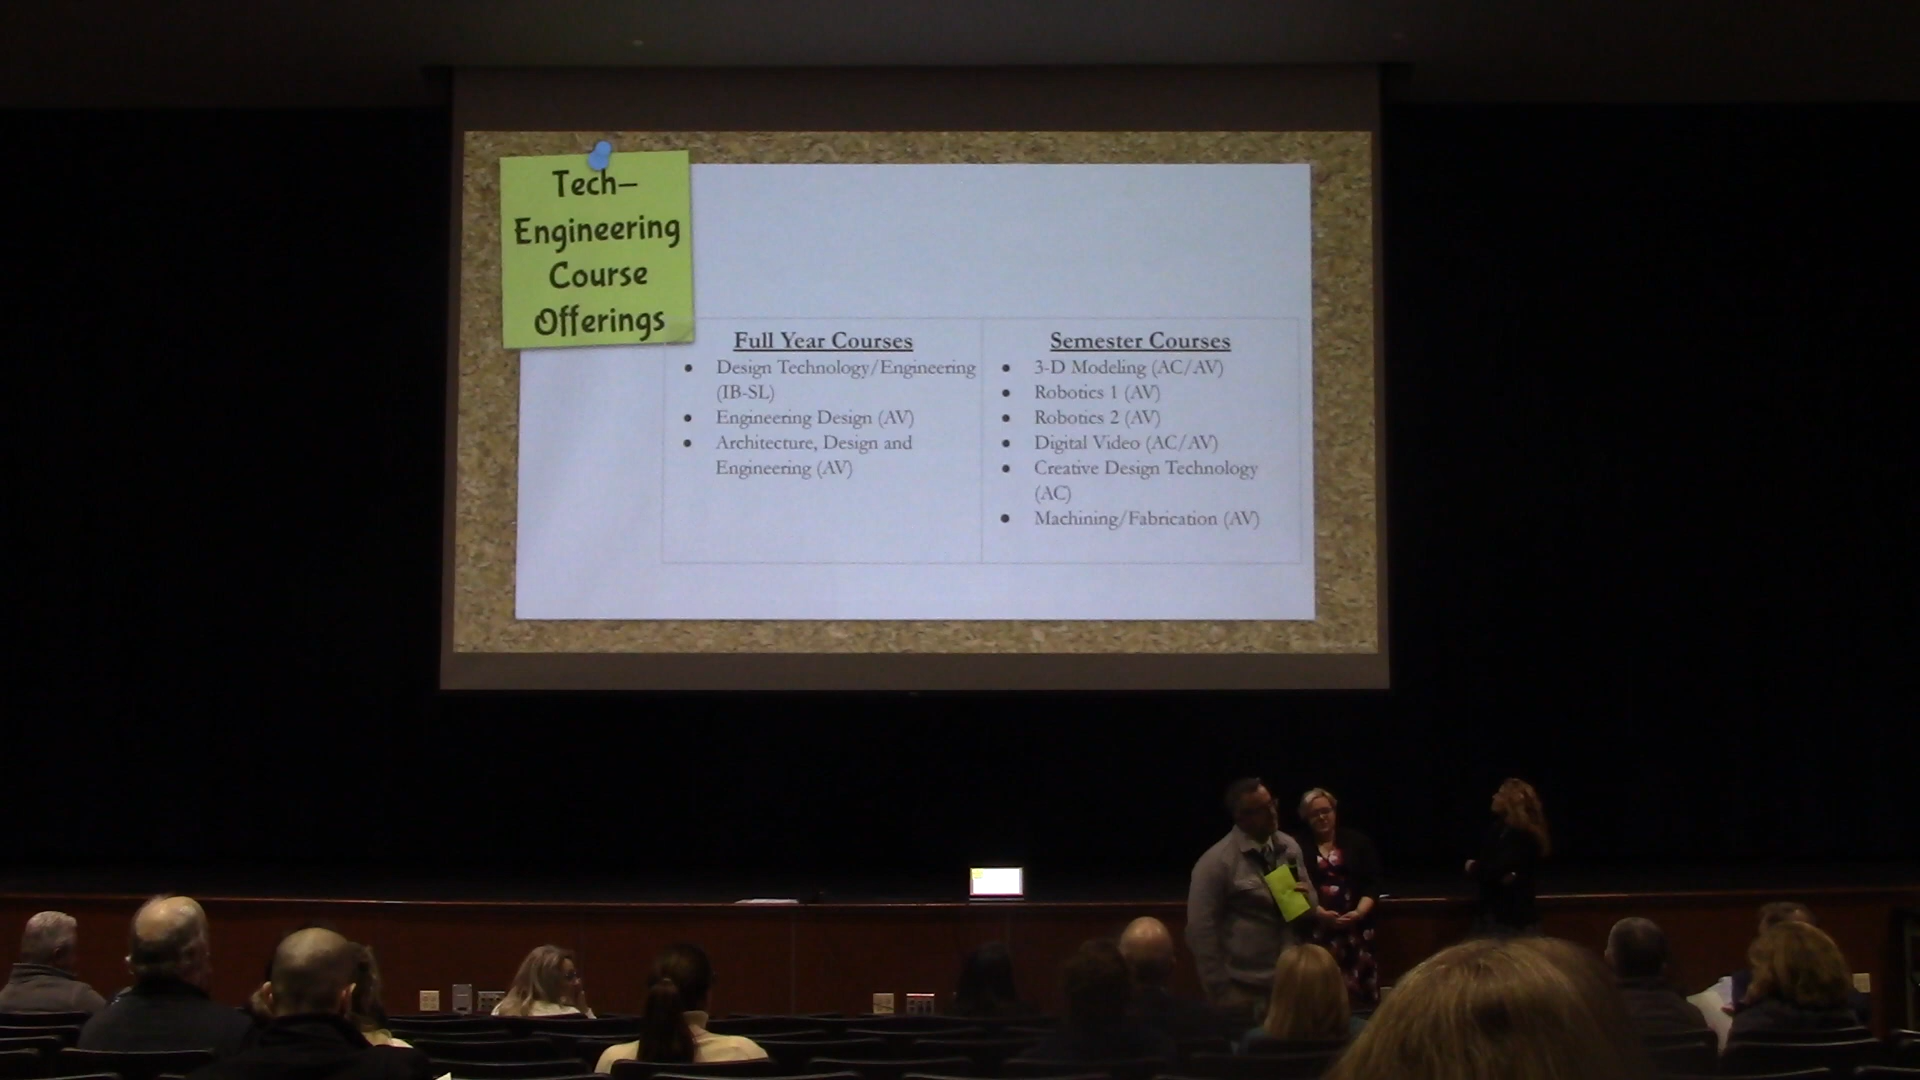 Tech–
Engineering
Course
Offerings
Full Year Courses
Design Technology/Engineering
(IB-SL)
Engineering Design (AV)
Architecture, Design and
Engineering (AV)
Semester Courses
3-D Modeling (AC/AV)
Robotics 1 (AV)
Robotics 2 (AV)
Digital Video (AC/AV)
Creative Design Technology
(AC)
Machining/Fabrication (AV)